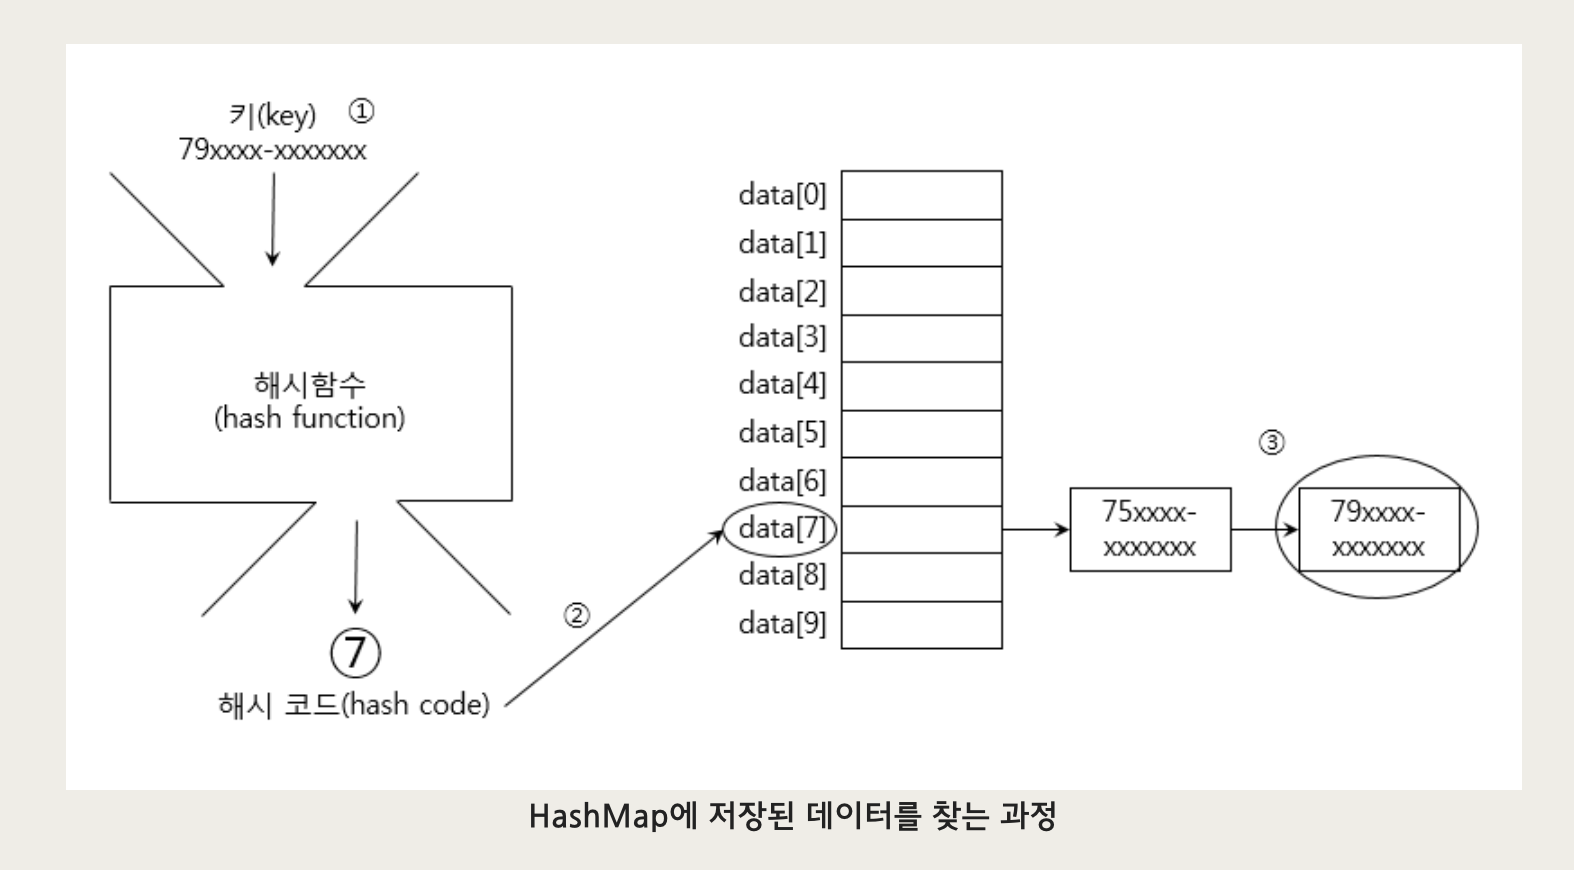 키(key) ①
79xxxx-xxxxxxx
해시함수
(hash function)
⑦
해시 코드(hash code)
②
data[0]
data[1]
data[2]
data[3]
data[4]
data[5]
data[6]
data[7]
data[8]
data[9]
75xxxx-
xxxxxxx
③
79xxxx-
xxxxxxx
HashMap에 저장된 데이터를 찾는 과정